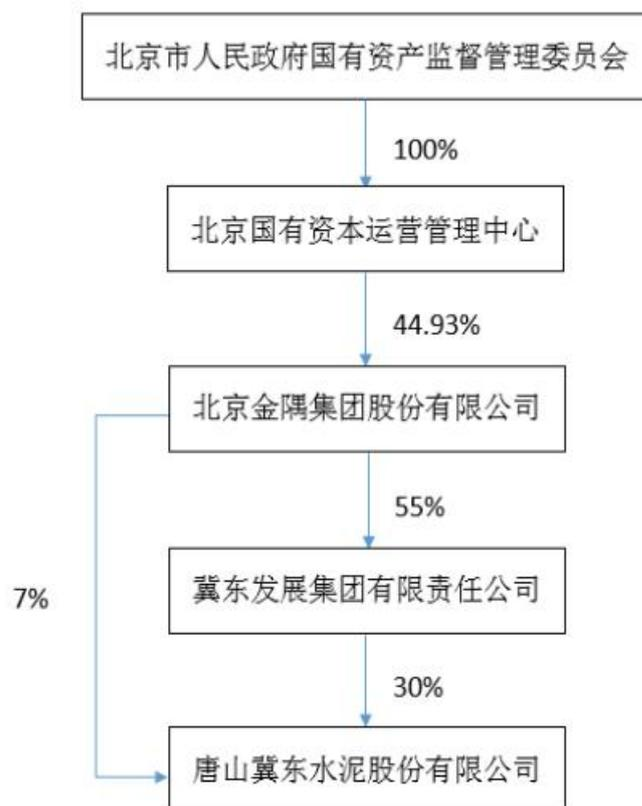 北京市人民政府国有资产监督管理委员会
100%
北京国有资本运营管理中心
44.93%
北京金隅集团股份有限公司
55%
冀东发展集团有限责任公司
7%
30%
唐山冀东水泥股份有限公司